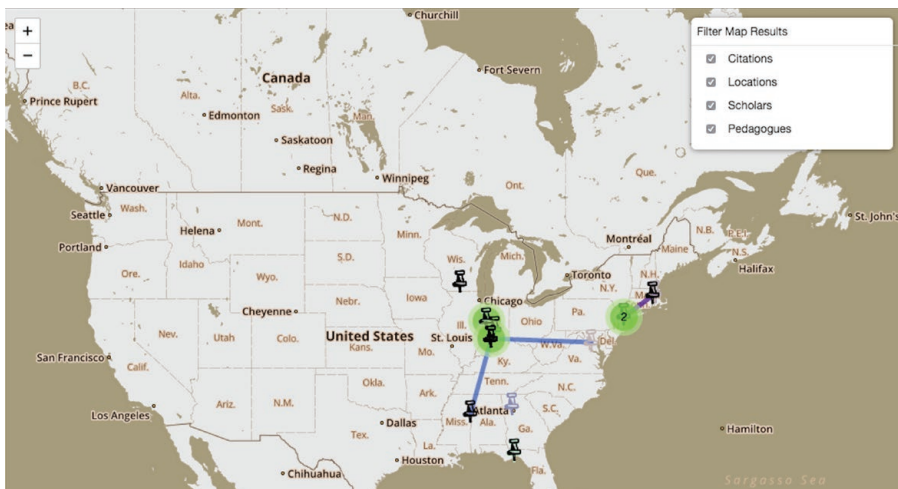 Churchill
+
Filter Map Results
−
Citations
Canada
Fort Severn
Locations
B.C.
Prince Rupert
Alta.
Sask.
Man.
Scholars
Edmonton
Pedagogues
Saskatoon
Regina
Winnipeg
Ont.
Que.
Vancouver
Seattle
Wash.
St. John's
Helena
Mont.
N.D.
Minn.
N.B.
P.E.I.
Portland
Montréal
Maine
N.S.
Halifax
Ore.
Idaho
S.D.
Wis.
Mich.
Toronto
N.H.
N.Y.
Wyo.
Iowa
Chicago
Cheyenne
Nebr.
Pa.
2
Nev.
Utah
Colo.
United States
Ill.
Ohio
St. Louis
Kans.
Mo.
W.Va.
Del.
San Francisco
Calif.
Ky.
Va.
Okla.
Tenn.
N.C.
Ark.
Los Angeles
Ariz.
N.M.
Atlanta
S.C.
Dallas
Miss.
Ala.
Ga.
Hamilton
Tex.
La.
Houston
Fla.
Chihuahua
Sargasso Sea